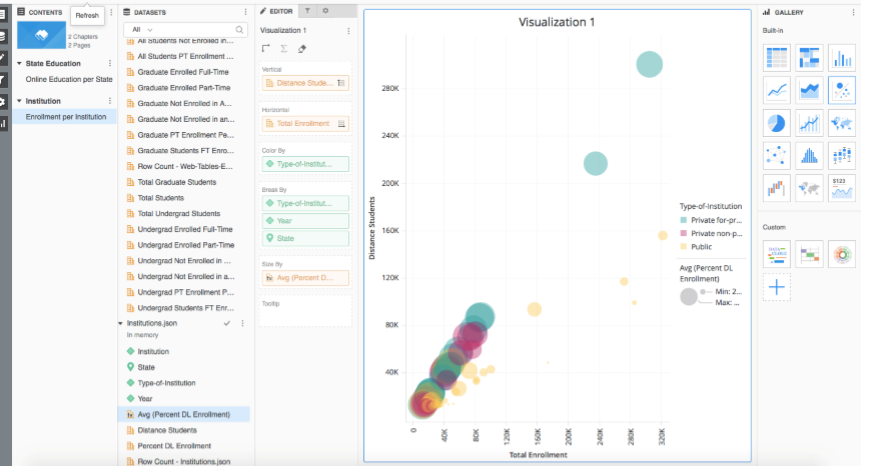 Refresh
CONTENTS
2 Chapters
2 Pages
State Education
Online Education per State
Institution
Enrollment per Institution
DATASETS
All
All Students Not Enrolled in...
All Students PT Enrollment ...
Graduate Enrolled Full-Time
Graduate Enrolled Part-Time
Graduate Not Enrolled in A...
Graduate Not Enrolled in an...
Graduate PT Enrollment Pe...
Graduate Students FT Enro...
Row Count - Web-Tables-E...
Total Graduate Students
Total Students
Total Undergrad Students
Undergrad Enrolled Full-Time
Undergrad Enrolled Part-Time
Undergrad Not Enrolled in ...
Undergrad Not Enrolled in a...
Undergrad PT Enrollment P...
Undergrad Students FT Enr...
Institutions.json
In memory
Institution
State
Type-of-Institution
Year
fx Avg (Percent DL Enrollment)
Distance Students
Percent DL Enrollment
Row Count - Institutions.json
EDITOR
Visualization 1
Vertical
Distance Stude...
Horizontal
Total Enrollment
Color By
Type-of-Institut...
Break By
Type-of-Institut...
Year
State
Size By
Avg (Percent D...
Tooltip
Visualization 1
280K
240K
200K
160K
120K
80K
40K
Distance Students
0
40K
80K
120K
160K
200K
240K
280K
320K
Total Enrollment
Type-of-Institution
Private for-pr...
Private non-p...
Public
Avg (Percent DL
Enrollment)
Min: 2...
Max: ...
GALLERY
Built-in
$123
Custom